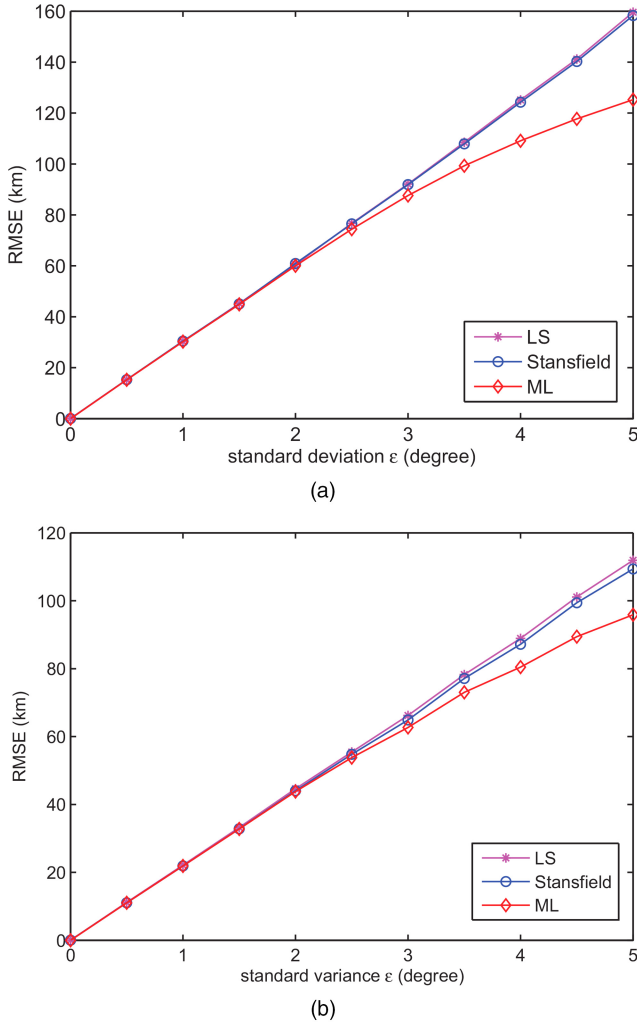 160
140
120
100
80
60
40
20
0
RMSE (km)
LS
Stansfield
ML
0 1 2 3 4 5
standard deviation ε (degree)
(a)
120
100
80
60
40
20
0
RMSE (km)
LS
Stansfield
ML
0 1 2 3 4 5
standard variance ε (degree)
(b)